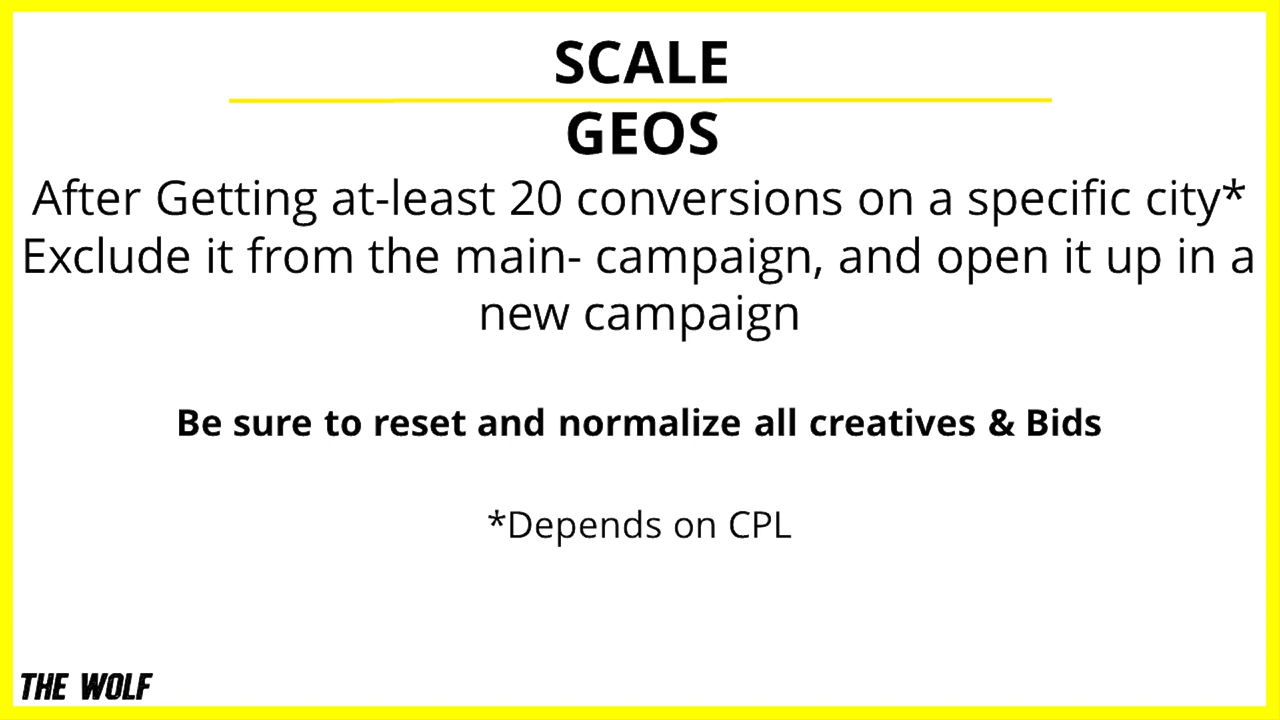 SCALE
GEOS
After Getting at-least 20 conversions on a specific city*
Exclude it from the main- campaign, and open it up in a
new campaign
Be sure to reset and normalize all creatives & Bids
*Depends on CPL
THE WOLF